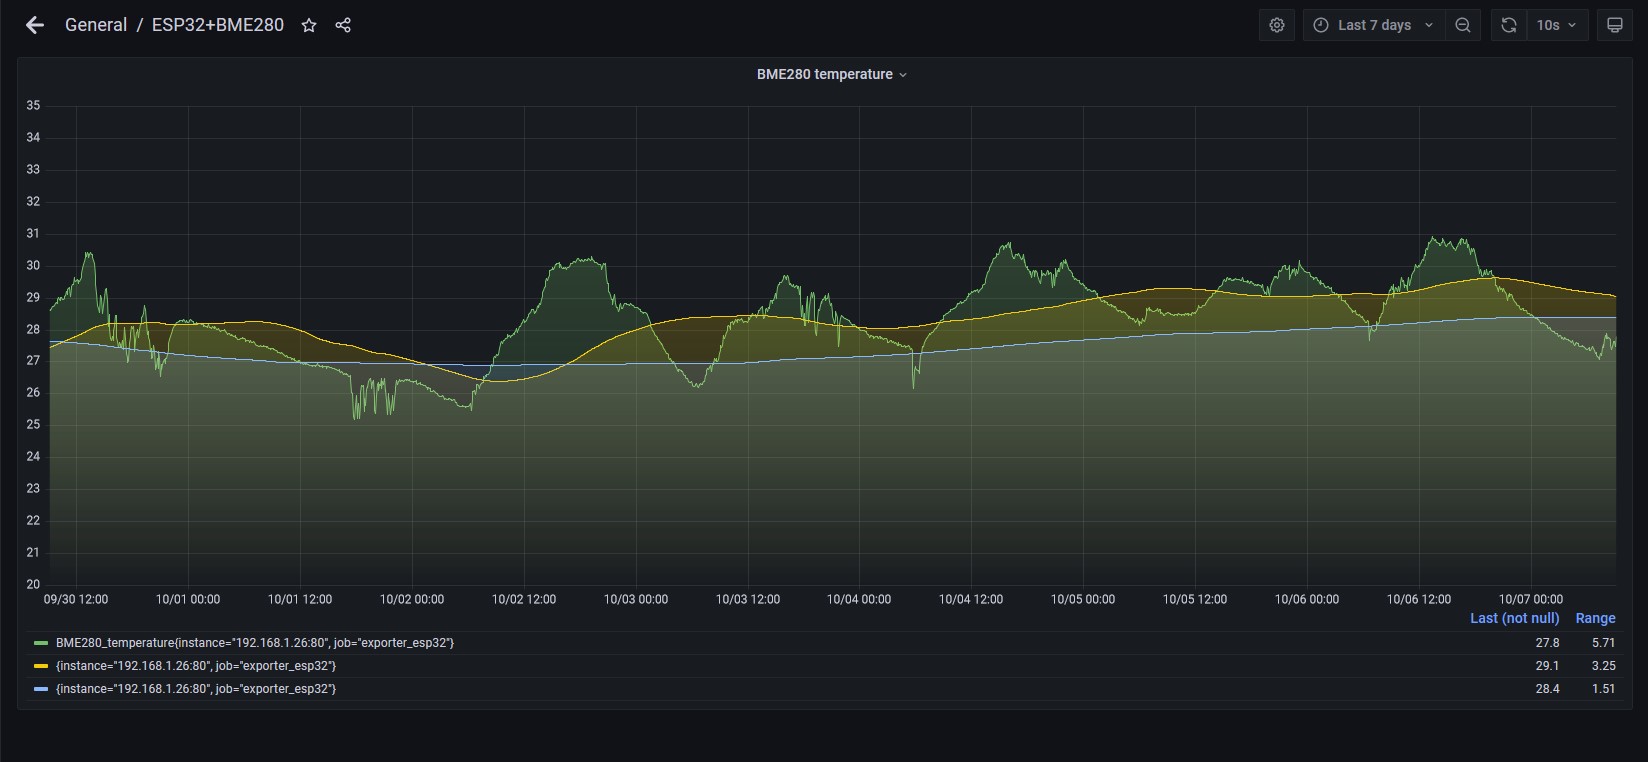 General / ESP32+BME280
Last 7 days
10s
BME280 temperature
35
34
33
32
31
30
29
28
27
26
25
24
23
22
21
20
09/30 12:00 10/01 00:00 10/01 12:00 10/02 00:00 10/02 12:00 10/03 00:00 10/03 12:00 10/04 00:00 10/04 12:00 10/05 00:00 10/05 12:00 10/06 00:00 10/06 12:00 10/07 00:00
Last (not null) Range
BME280_temperature{instance="192.168.1.26:80", job="exporter_esp32"} 27.8 5.71
{instance="192.168.1.26:80", job="exporter_esp32"} 29.1 3.25
{instance="192.168.1.26:80", job="exporter_esp32"} 28.4 1.51